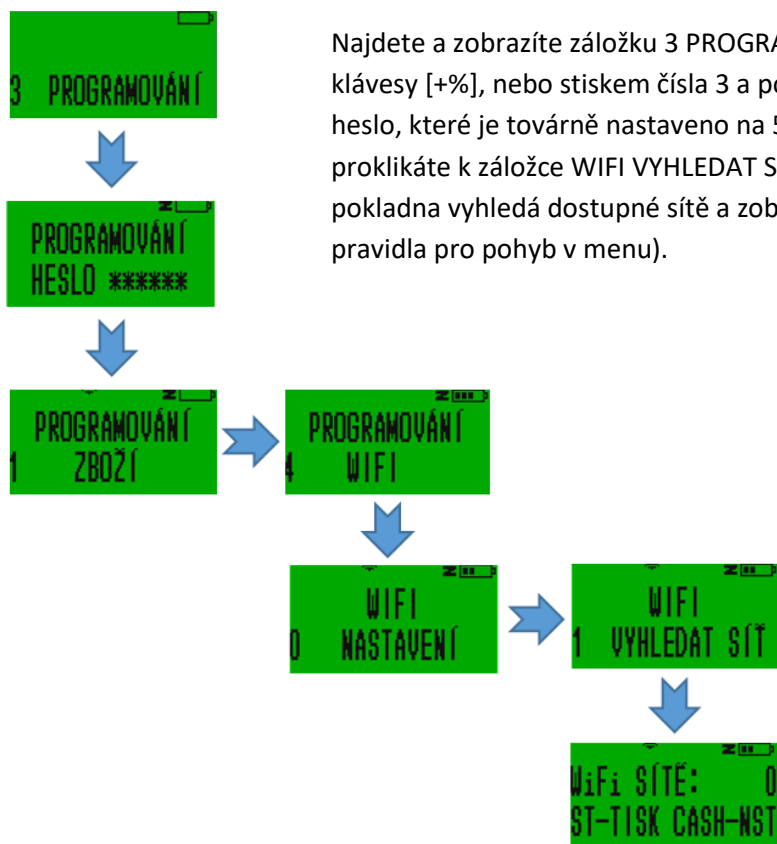 Najdete a zobrazíte záložku 3 PROGRA
klávesy [+%], nebo stiskem čísla 3 a po
heslo, které je továrně nastaveno na 5
proklikáte k záložce WIFI VYHLEDAT S
pokladna vyhledá dostupné sítě a zob
pravidla pro pohyb v menu).
3 PROGRAMOVÁNÍ
N
PROGRAMOVÁNÍ
HESLO ******
N
PROGRAMOVÁNÍ
1 ZBOŽÍ
N
PROGRAMOVÁNÍ
4 WIFI
N
WIFI
0 NASTAVENÍ
N
WIFI
1 VYHLEDAT SÍŤ
N
WiFi SÍTĚ: 0
ST-TISK CASH-NST